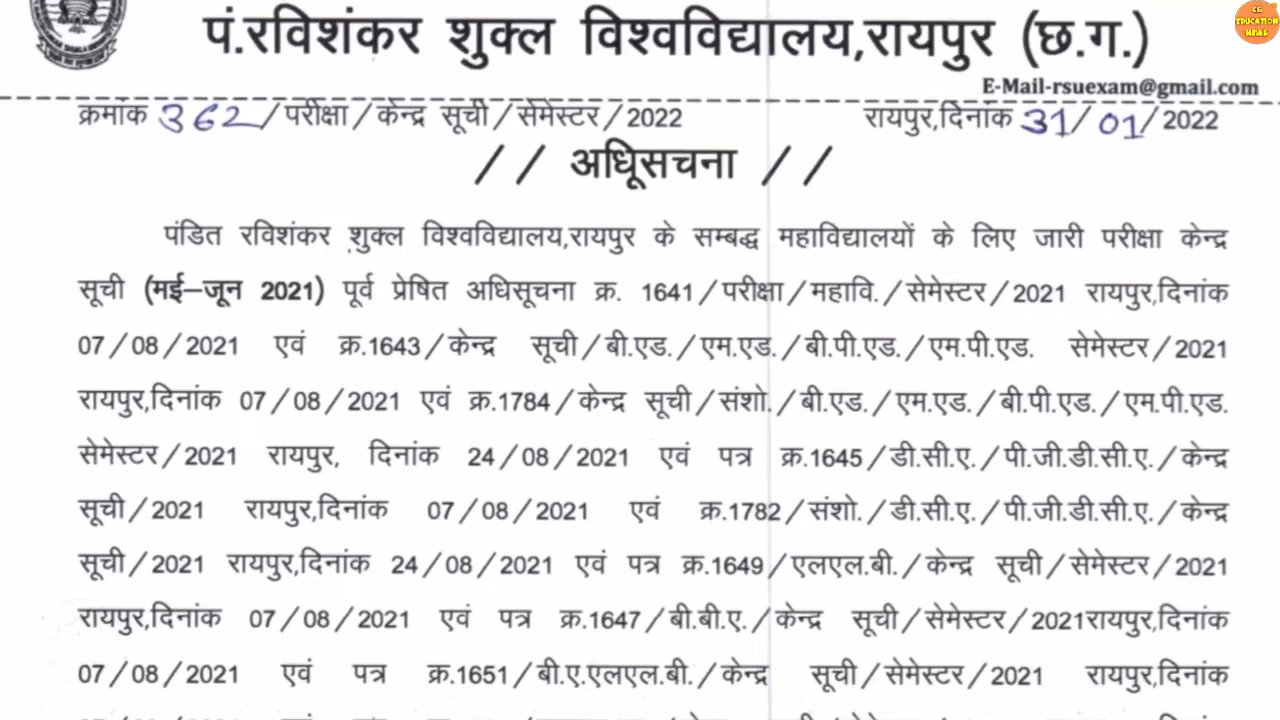 CG EDUCATION NEWS
पं.रविशंकर शुक्ल विश्वविद्यालय,रायपुर (छ.ग.)
E-Mail-rsuexam@gmail.com
क्रमांक 362/परीक्षा/केन्द्र सूची/सेमेस्टर/2022 रायपुर,दिनांक 31/01/2022
// अधिूसचना //
पंडित रविशंकर शुक्ल विश्वविद्यालय,रायपुर के सम्बद्ध महाविद्यालयों के लिए जारी परीक्षा केन्द्र
सूची (मई–जून 2021) पूर्व प्रेषित अधिसूचना क्र. 1641/परीक्षा/महावि./सेमेस्टर/2021 रायपुर,दिनांक
07/08/2021 एवं क्र.1643/केन्द्र सूची/बी.एड./एम.एड./बी.पी.एड./एम.पी.एड. सेमेस्टर/2021
रायपुर,दिनांक 07/08/2021 एवं क्र.1784/केन्द्र सूची/संशो./बी.एड./एम.एड./बी.पी.एड./एम.पी.एड.
सेमेस्टर/2021 रायपुर, दिनांक 24/08/2021 एवं पत्र क्र.1645/डी.सी.ए./पी.जी.डी.सी.ए./केन्द्र
सूची/2021 रायपुर,दिनांक 07/08/2021 एवं क्र.1782/संशो./डी.सी.ए./पी.जी.डी.सी.ए./केन्द्र
सूची/2021 रायपुर,दिनांक 24/08/2021 एवं पत्र क्र.1649/एलएल.बी./केन्द्र सूची/सेमेस्टर/2021
रायपुर,दिनांक 07/08/2021 एवं पत्र क्र.1647/बी.बी.ए./केन्द्र सूची/सेमेस्टर/2021रायपुर,दिनांक
07/08/2021 एवं पत्र क्र.1651/बी.ए.एलएल.बी./केन्द्र सूची/सेमेस्टर/2021 रायपुर,दिनांक